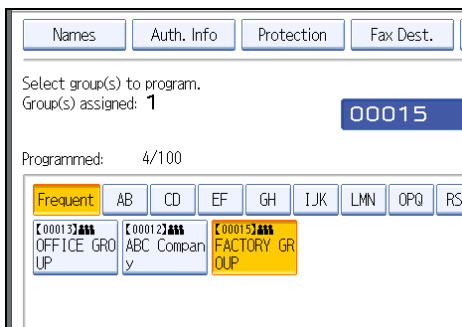 Names Auth. Info Protection Fax Dest.
Select group(s) to program.
Group(s) assigned: 1
00015
Programmed: 4/100
Frequent AB CD EF GH IJK LMN OPQ RS
【00013】 【00012】 【00015】
OFFICE GRO ABC Compan FACTORY GR
UP y OUP